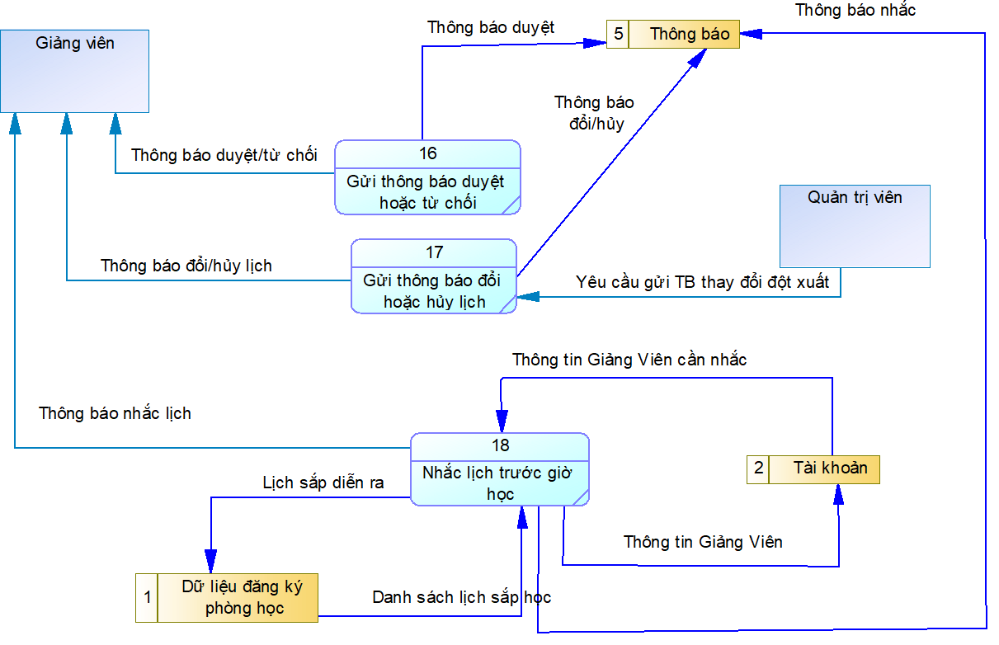 Thông báo nhắc
Thông báo duyệt
5
Thông báo
Giảng viên
Thông báo
đổi/hủy
Thông báo duyệt/từ chối
16
Gửi thông báo duyệt
hoặc từ chối
Quản trị viên
17
Gửi thông báo đổi
hoặc hủy lịch
Thông báo đổi/hủy lịch
Yêu cầu gửi TB thay đổi đột xuất
Thông tin Giảng Viên cần nhắc
Thông báo nhắc lịch
18
Nhắc lịch trước giờ
học
2
Tài khoản
Lịch sắp diễn ra
Thông tin Giảng Viên
1
Dữ liệu đăng ký
phòng học
Danh sách lịch sắp học